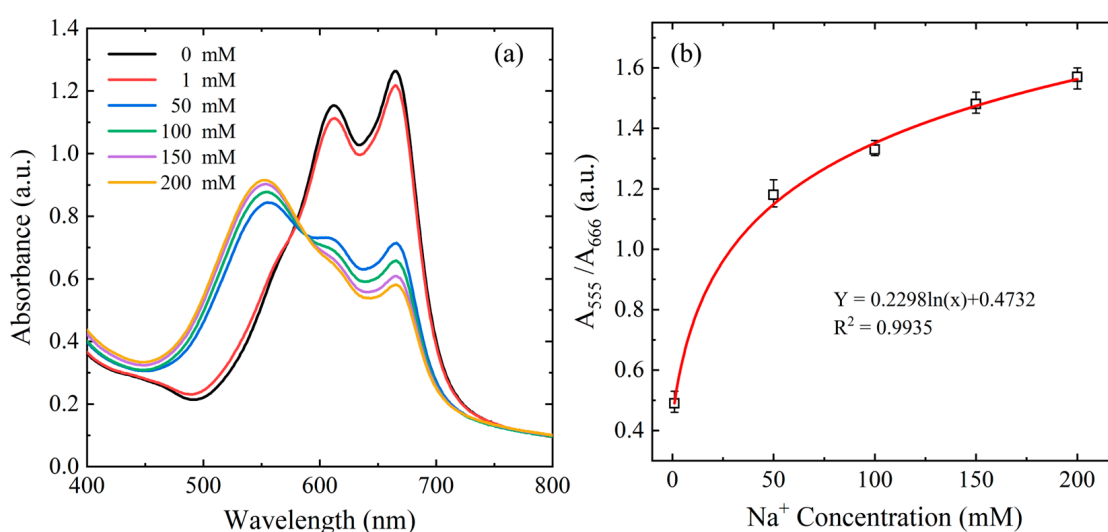 (a)
0 mM
1 mM
50 mM
100 mM
150 mM
200 mM
1.4
1.2
1.0
0.8
0.6
0.4
0.2
0.0
Absorbance (a.u.)
400 500 600 700 800
Wavelength (nm)
(b)
1.6
1.4
1.2
1.0
0.8
0.6
0.4
A₅₅₅ /A₆₆₆ (a.u.)
Y = 0.2298ln(x)+0.4732
R² = 0.9935
0 50 100 150 200
Na⁺ Concentration (mM)